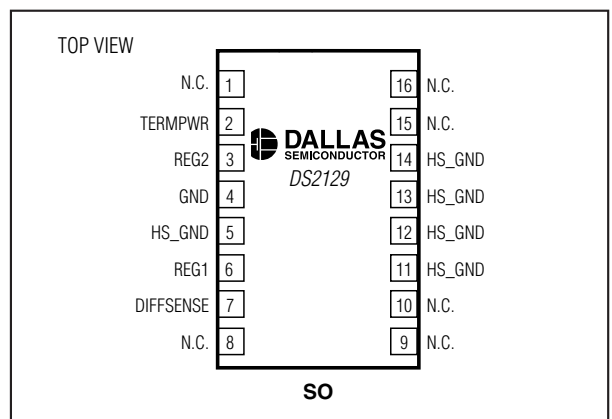 TOP VIEW
N.C. 1 16 N.C.
TERMPWR 2 15 N.C.
DALLAS
SEMICONDUCTOR
REG2 3 14 HS_GND
DS2129
GND 4 13 HS_GND
HS_GND 5 12 HS_GND
REG1 6 11 HS_GND
DIFFSENSE 7 10 N.C.
N.C. 8 9 N.C.
SO